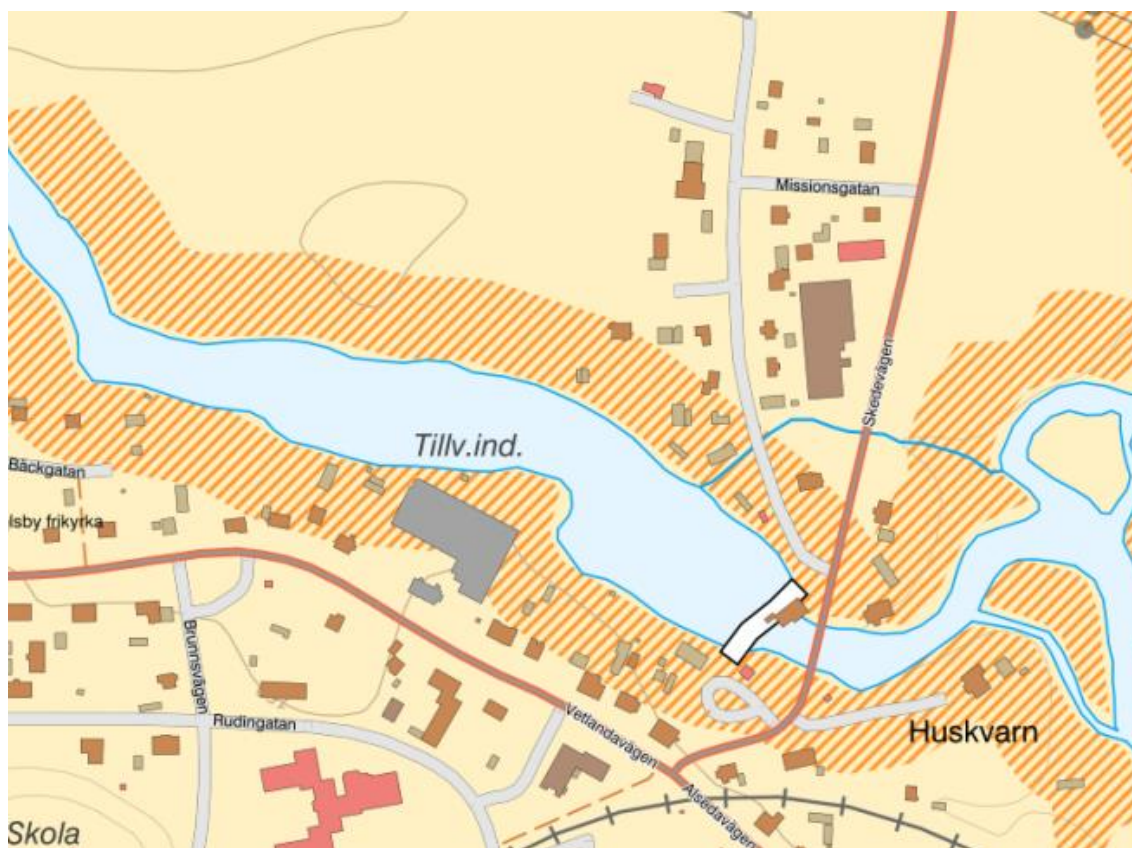 Missionsgatan
Skedevägen
Tillv.ind.
Bäckgatan
lsby frikyrka
Brunnsvägen
Rudingatan
Vetlandavägen
Huskvarn
Alsedavägen
Skola